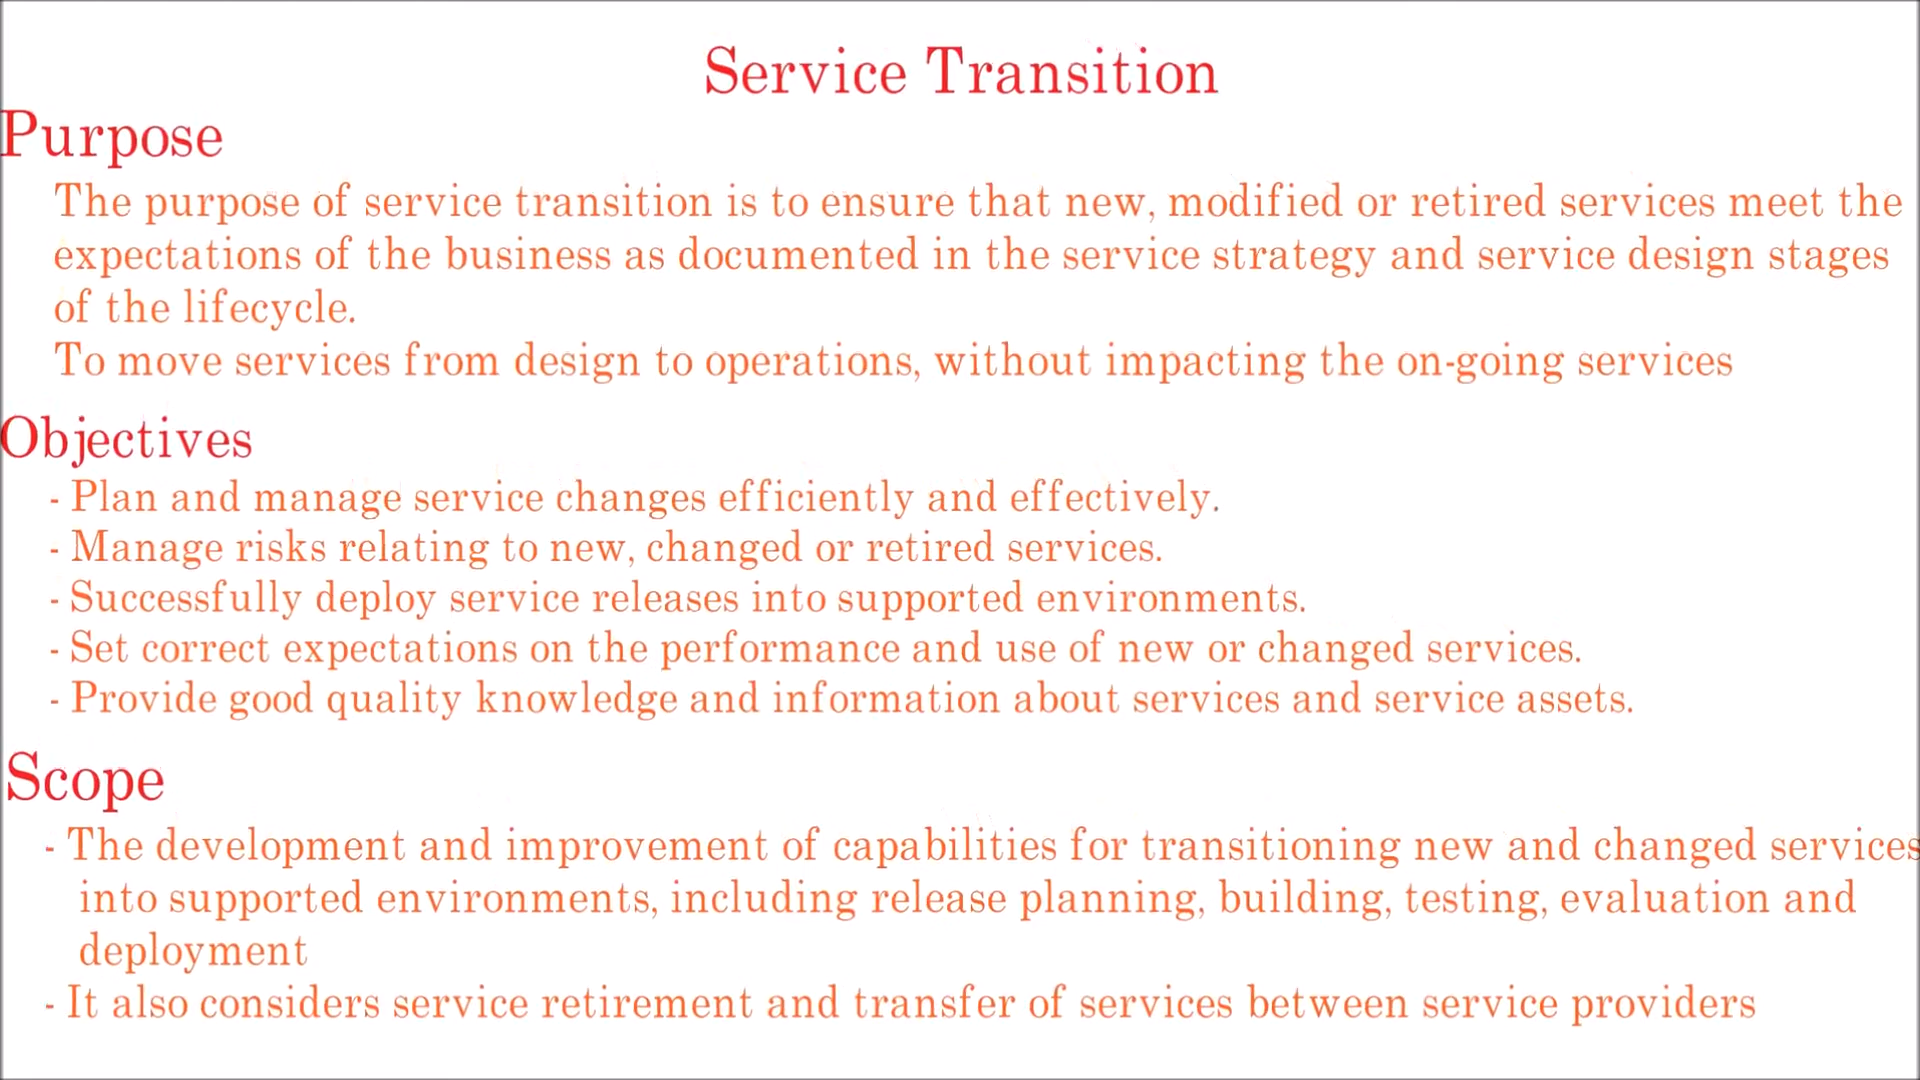 Service Transition
Purpose
The purpose of service transition is to ensure that new, modified or retired services meet the
expectations of the business as documented in the service strategy and service design stages
of the lifecycle.
To move services from design to operations, without impacting the on-going services
Objectives
- Plan and manage service changes efficiently and effectively.
- Manage risks relating to new, changed or retired services.
- Successfully deploy service releases into supported environments.
- Set correct expectations on the performance and use of new or changed services.
- Provide good quality knowledge and information about services and service assets.
Scope
- The development and improvement of capabilities for transitioning new and changed services
into supported environments, including release planning, building, testing, evaluation and
deployment
- It also considers service retirement and transfer of services between service providers